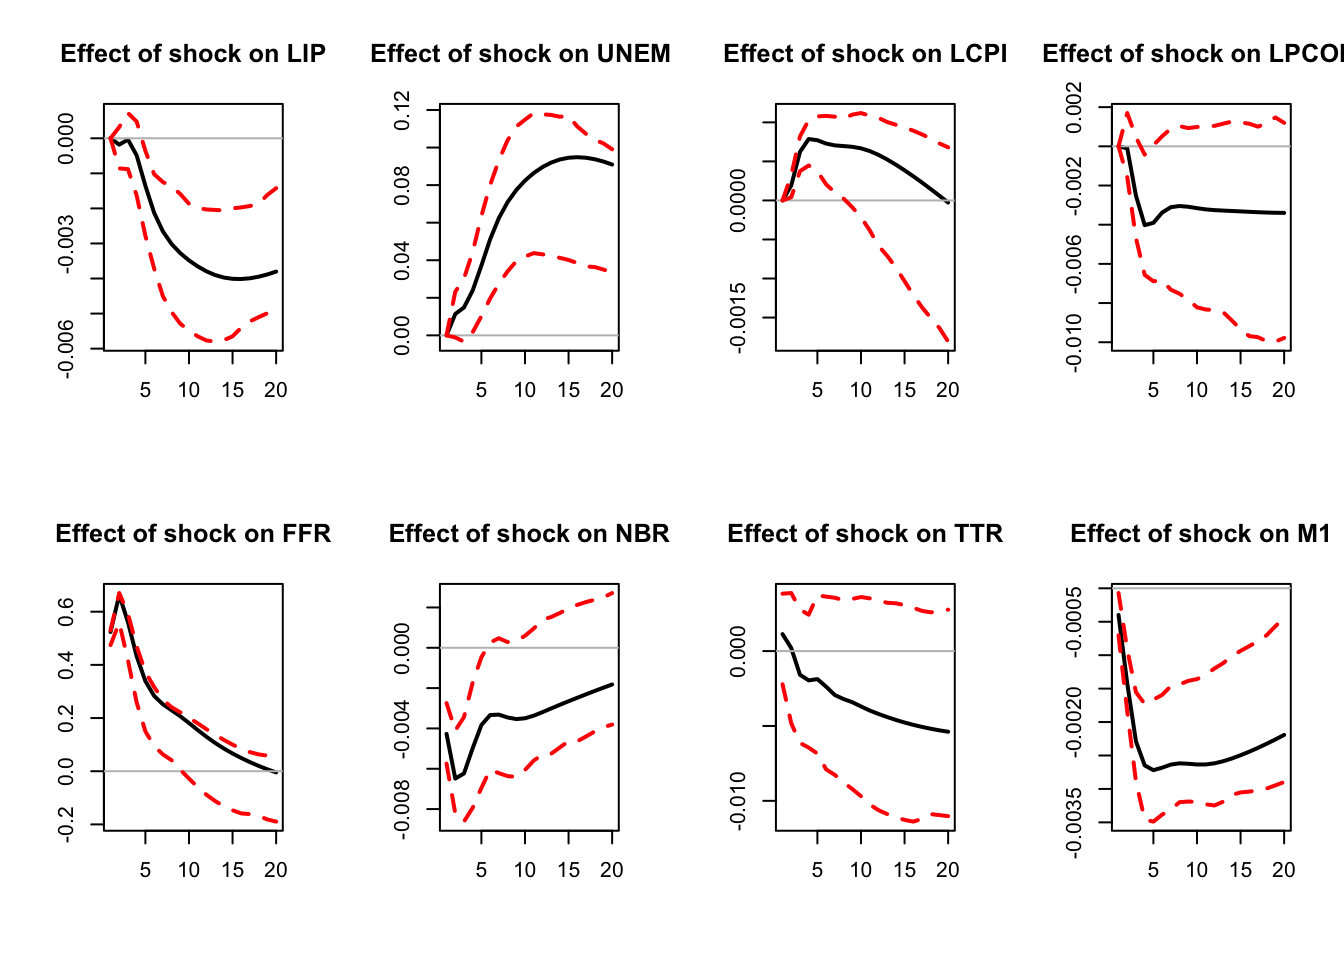 Effect of shock on LIP
Effect of shock on UNEM
Effect of shock on LCPI
Effect of shock on LPCO
0.000
-0.003
-0.006
5 10 15 20
0.12
0.08
0.04
0.00
5 10 15 20
0.0000
-0.0015
5 10 15 20
0.002
-0.002
-0.006
-0.010
5 10 15 20
Effect of shock on FFR
Effect of shock on NBR
Effect of shock on TTR
Effect of shock on M1
0.6
0.4
0.2
0.0
-0.2
5 10 15 20
0.000
-0.004
-0.008
5 10 15 20
0.000
-0.010
5 10 15 20
-0.0005
-0.0020
-0.0035
5 10 15 20